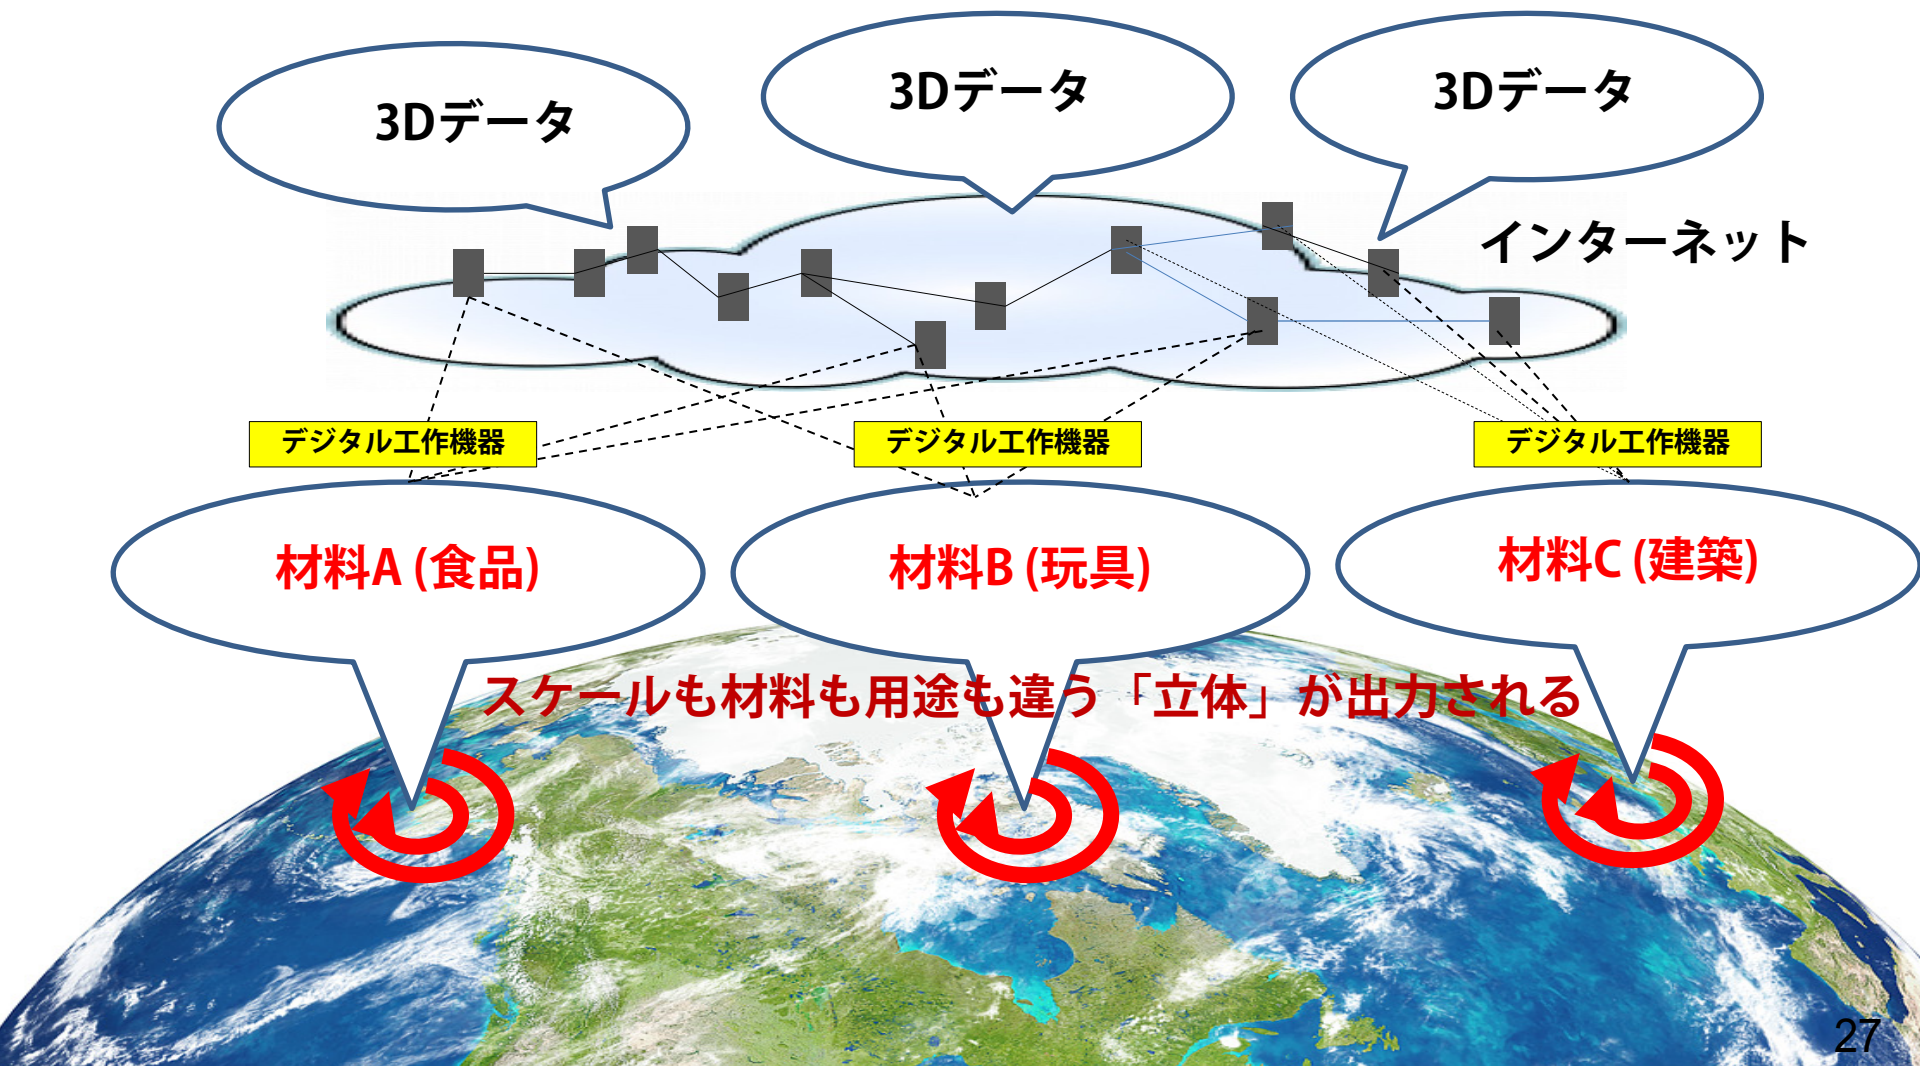 3Dデータ
3Dデータ
3Dデータ
インターネット
デジタル工作機器
デジタル工作機器
デジタル工作機器
材料A (食品)
材料B (玩具)
材料C (建築)
スケールも材料も用途も違う「立体」が出力される
27